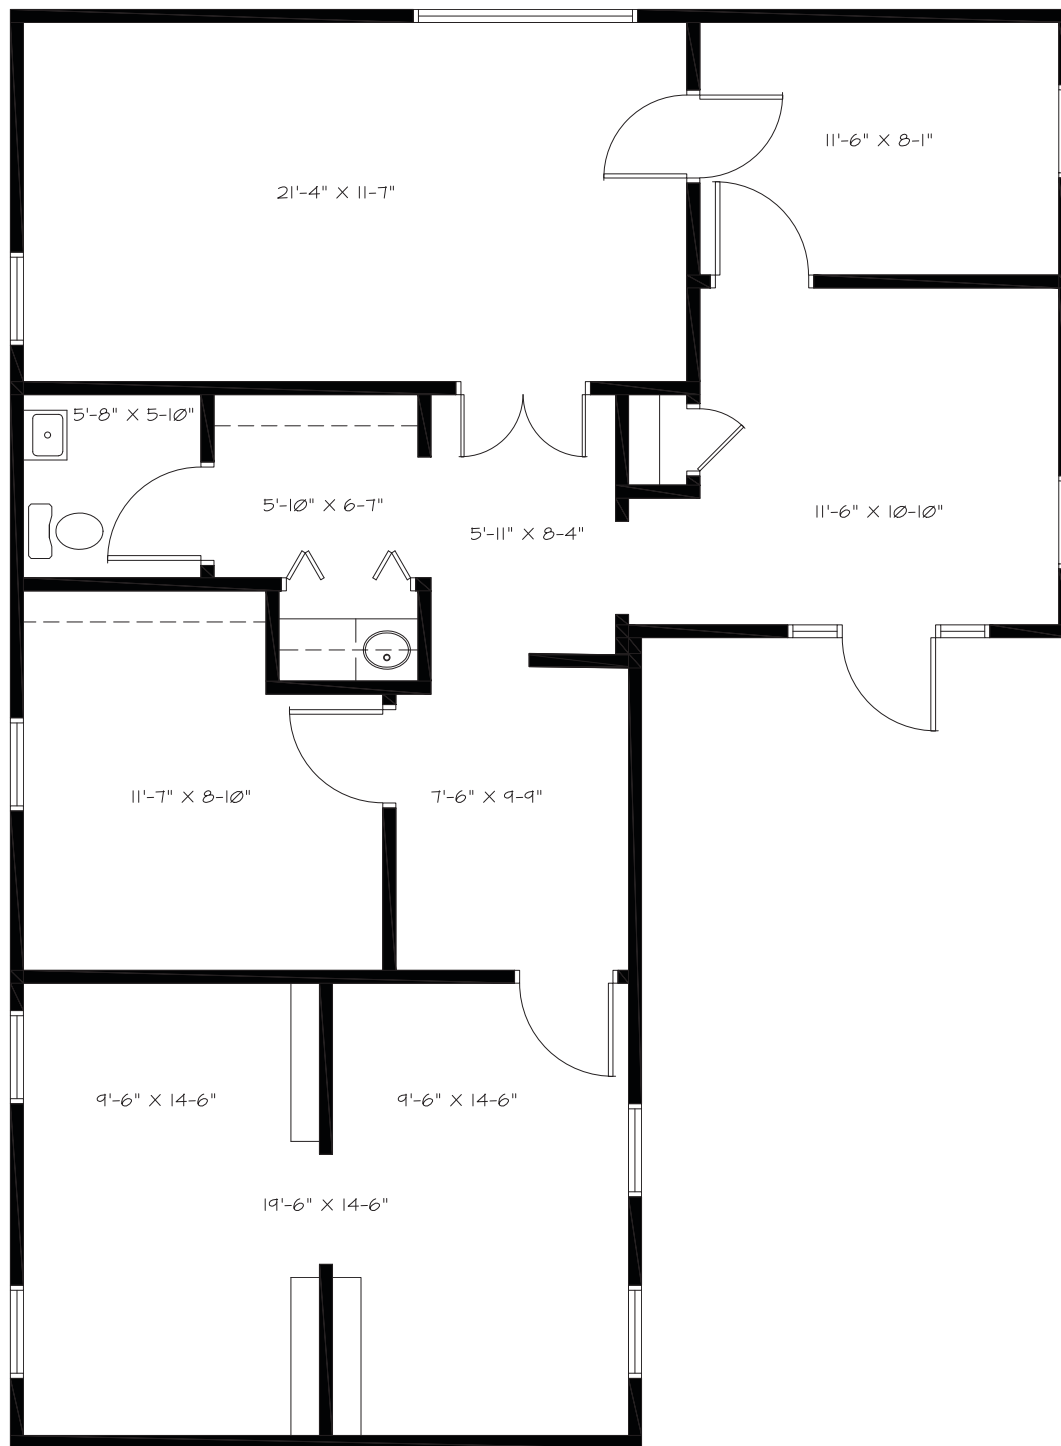 11'-6" X 8-1"
21'-4" X 11-7"
5'-8" X 5-10"
5'-10" X 6-7"
5'-11" X 8-4"
11'-6" X 10-10"
11'-7" X 8-10"
7'-6" X 9-9"
9'-6" X 14-6"
9'-6" X 14-6"
19'-6" X 14-6"